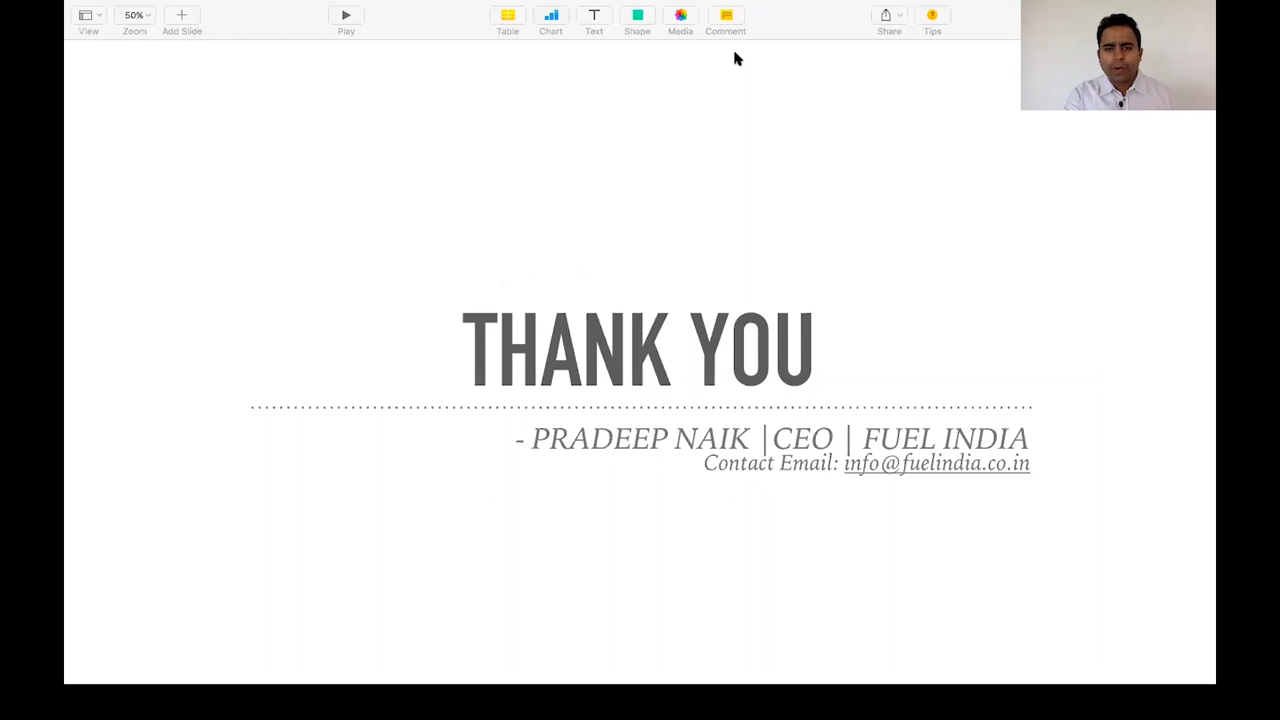 50%
View
Zoom
Add Slide
Play
Table
Chart
Text
Shape
Media
Comment
Share
Tips
THANK YOU
- PRADEEP NAIK |CEO | FUEL INDIA
Contact Email: info@fuelindia.co.in